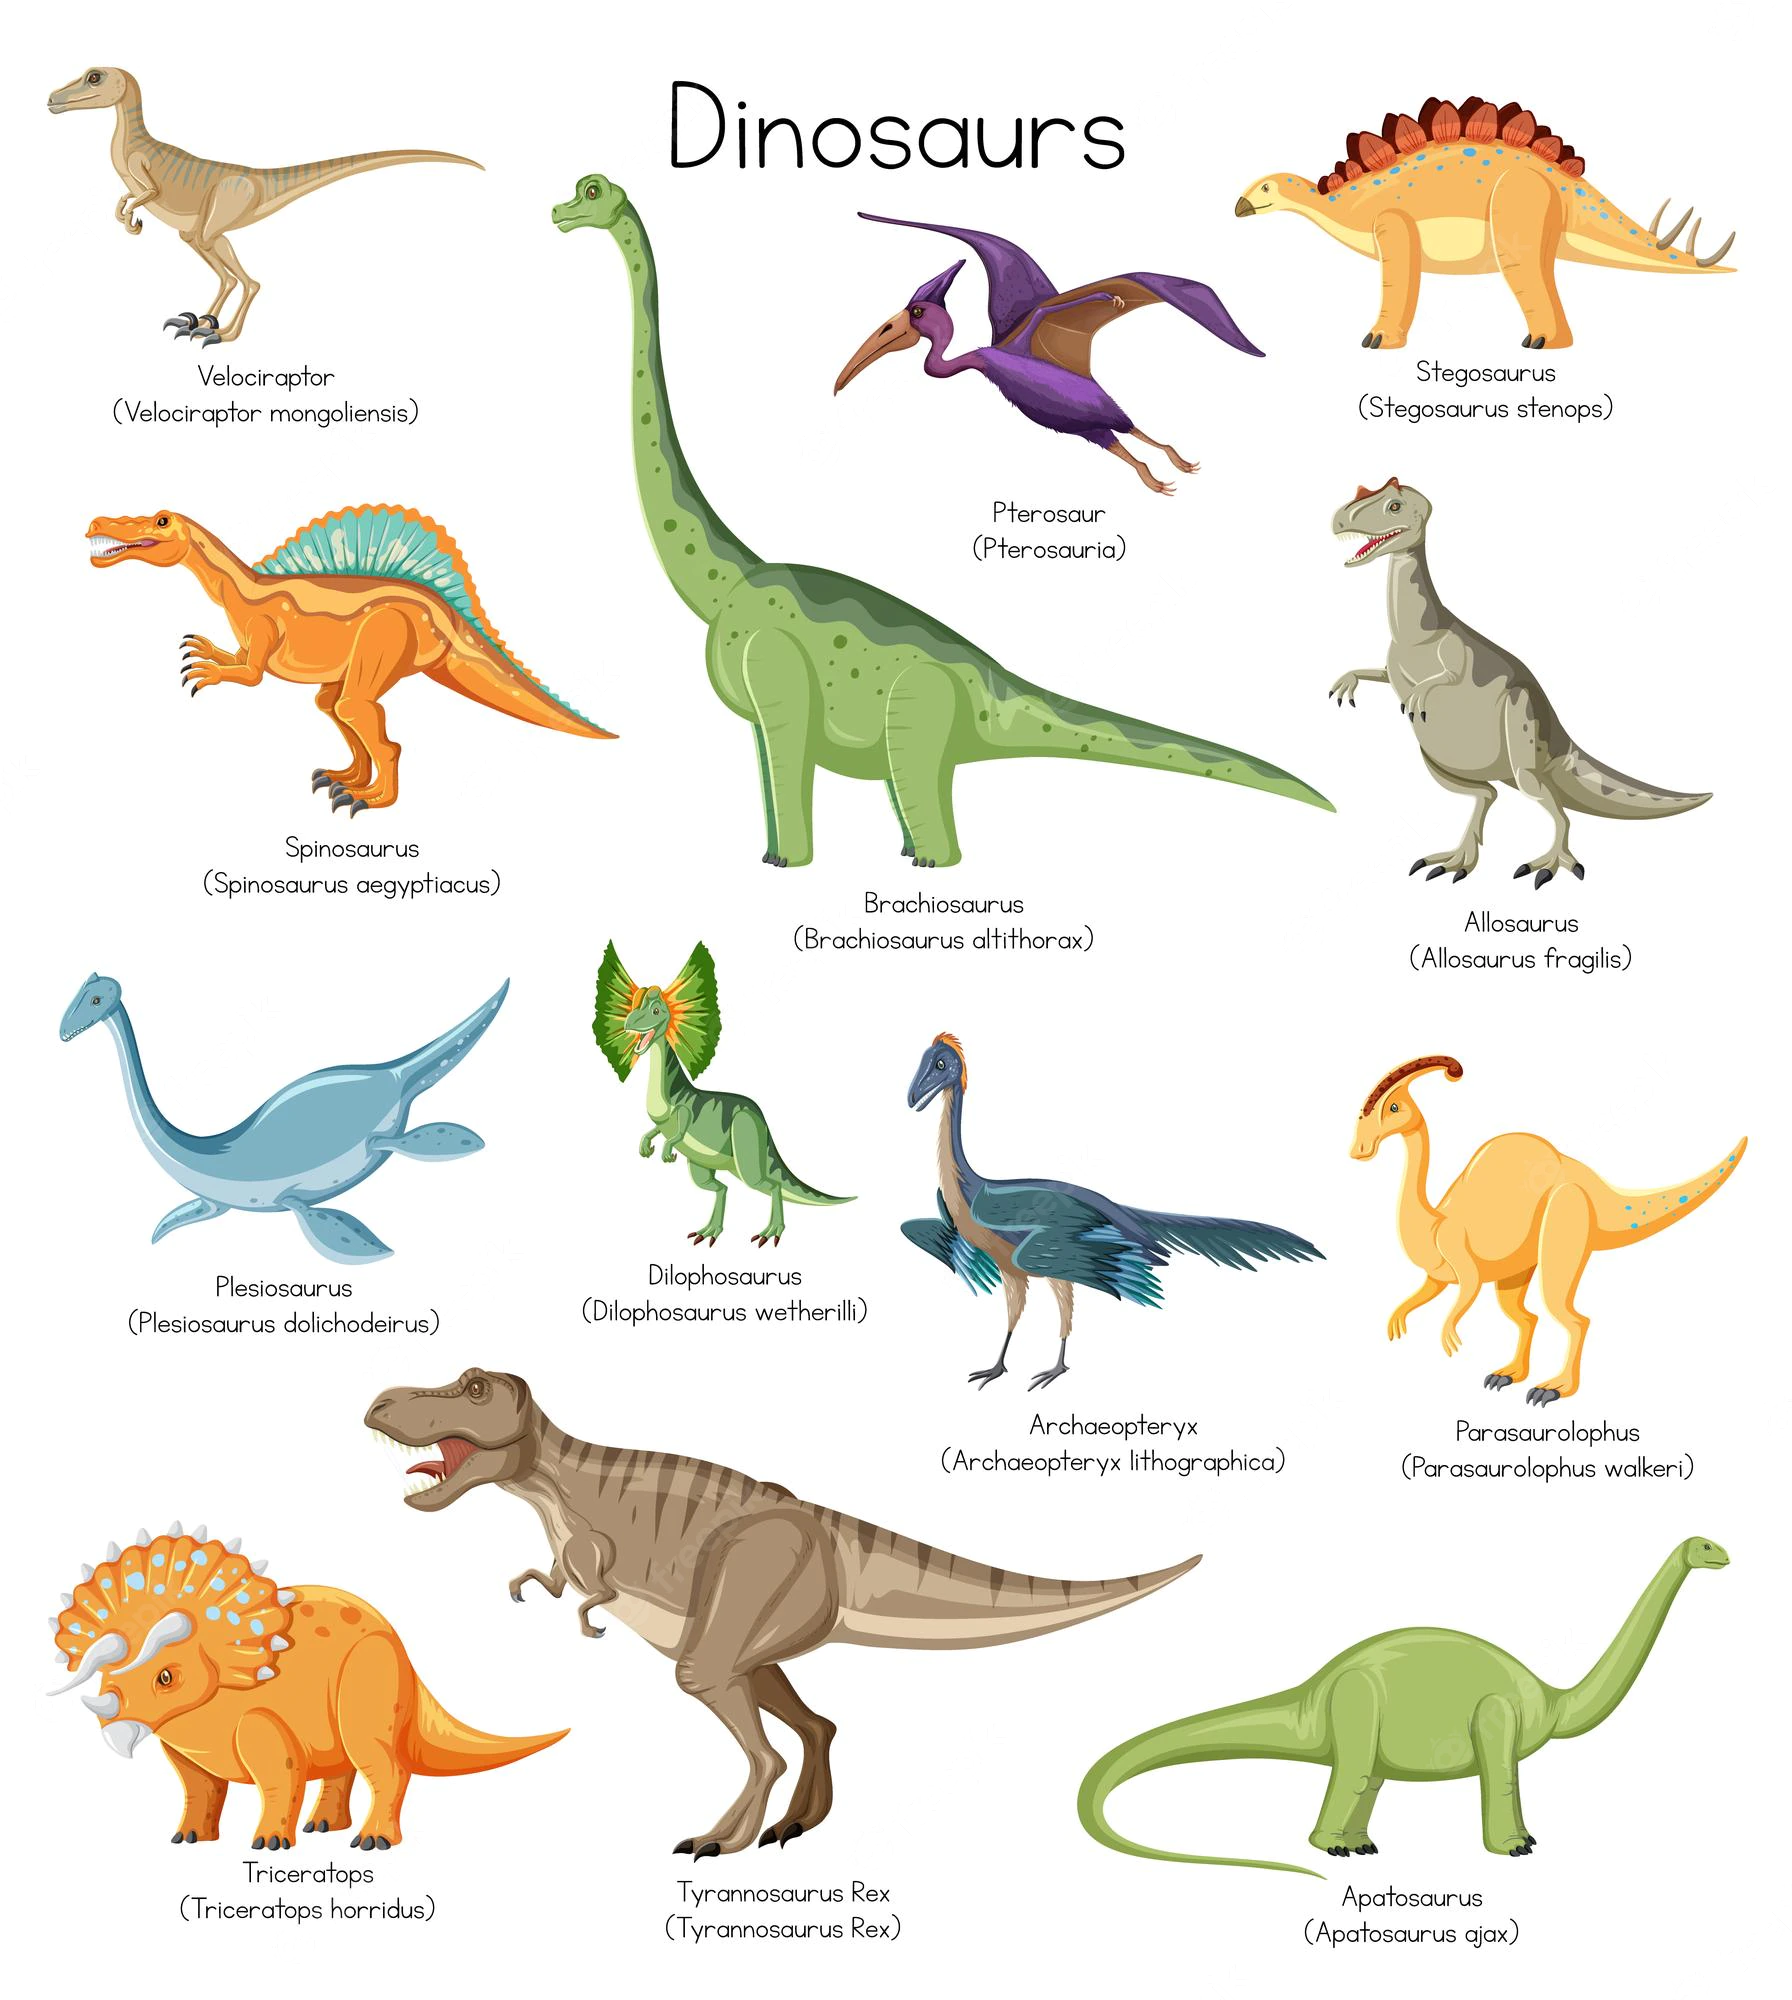 Dinosaurs
Velociraptor
(Velociraptor mongoliensis)
Stegosaurus
(Stegosaurus stenops)
Pterosaur
(Pterosauria)
Spinosaurus
(Spinosaurus aegyptiacus)
Brachiosaurus
(Brachiosaurus altithorax)
Allosaurus
(Allosaurus fragilis)
Plesiosaurus
(Plesiosaurus dolichodeirus)
Dilophosaurus
(Dilophosaurus wetherilli)
Archaeopteryx
(Archaeopteryx lithographica)
Parasaurolophus
(Parasaurolophus walkeri)
Triceratops
(Triceratops horridus)
Tyrannosaurus Rex
(Tyrannosaurus Rex)
Apatosaurus
(Apatosaurus ajax)